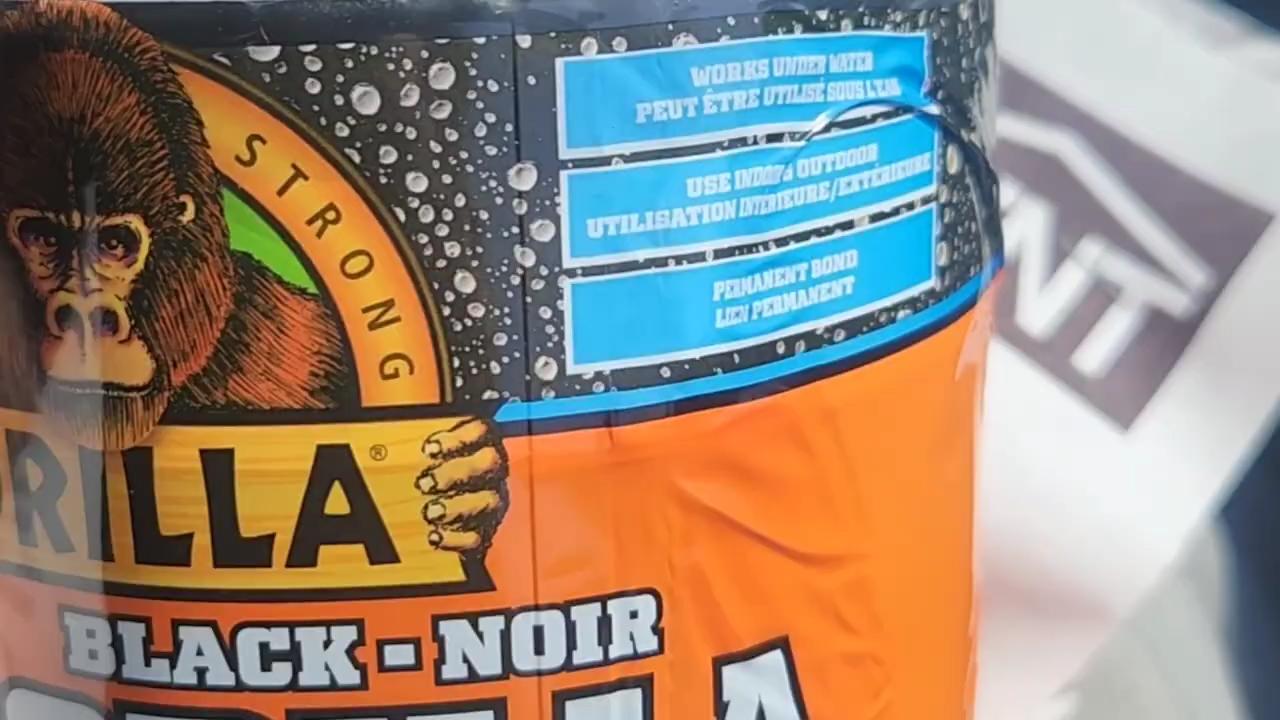 STRONG
WORKS UNDER WATER
PEUT ÊTRE UTILISÉ SOUS L'EAU
USE INDOOR & OUTDOOR
UTILISATION INTERIEURE/EXTÉRIEURE
PERMANENT BOND
LIEN PERMANENT
RILLA®
BLACK - NOIR